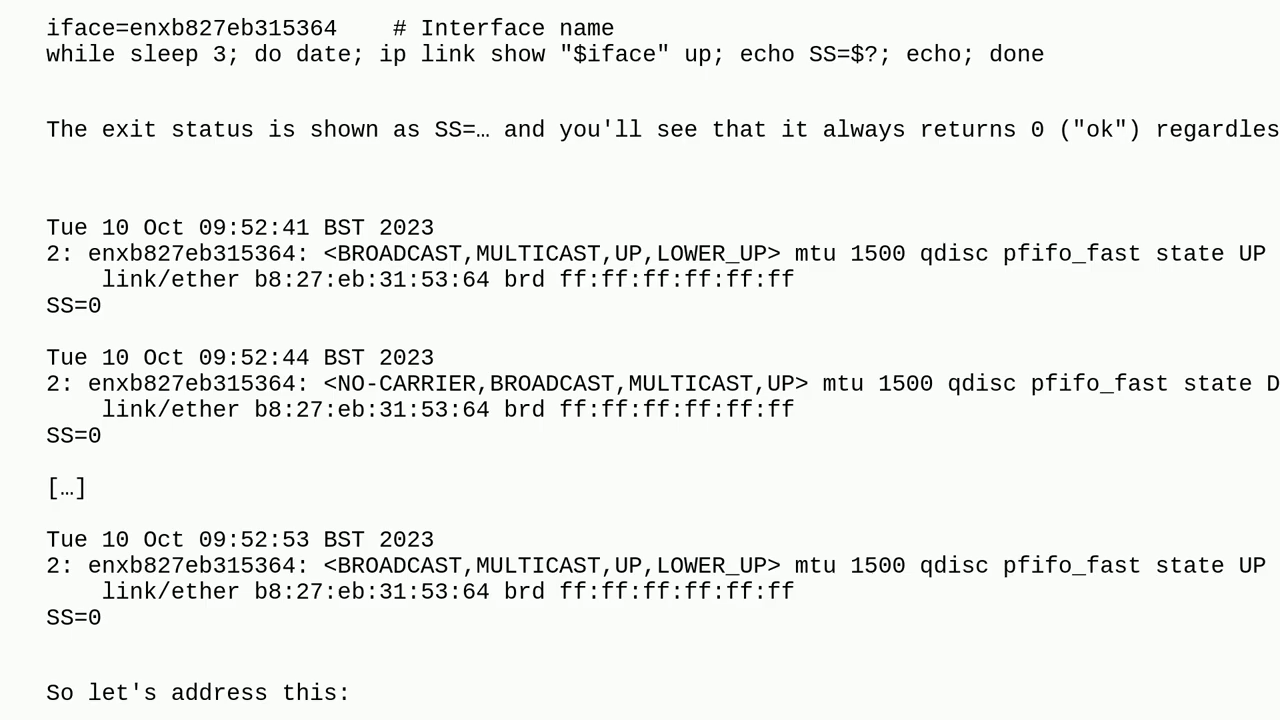 iface=enxb827eb315364    # Interface name
while sleep 3; do date; ip link show "$iface" up; echo SS=$?; echo; done
The exit status is shown as SS=… and you'll see that it always returns 0 ("ok") regardles
Tue 10 Oct 09:52:41 BST 2023
2: enxb827eb315364: <BROADCAST,MULTICAST,UP,LOWER_UP> mtu 1500 qdisc pfifo_fast state UP
    link/ether b8:27:eb:31:53:64 brd ff:ff:ff:ff:ff:ff
SS=0
Tue 10 Oct 09:52:44 BST 2023
2: enxb827eb315364: <NO-CARRIER,BROADCAST,MULTICAST,UP> mtu 1500 qdisc pfifo_fast state D
    link/ether b8:27:eb:31:53:64 brd ff:ff:ff:ff:ff:ff
SS=0
[…]
Tue 10 Oct 09:52:53 BST 2023
2: enxb827eb315364: <BROADCAST,MULTICAST,UP,LOWER_UP> mtu 1500 qdisc pfifo_fast state UP
    link/ether b8:27:eb:31:53:64 brd ff:ff:ff:ff:ff:ff
SS=0
So let's address this: